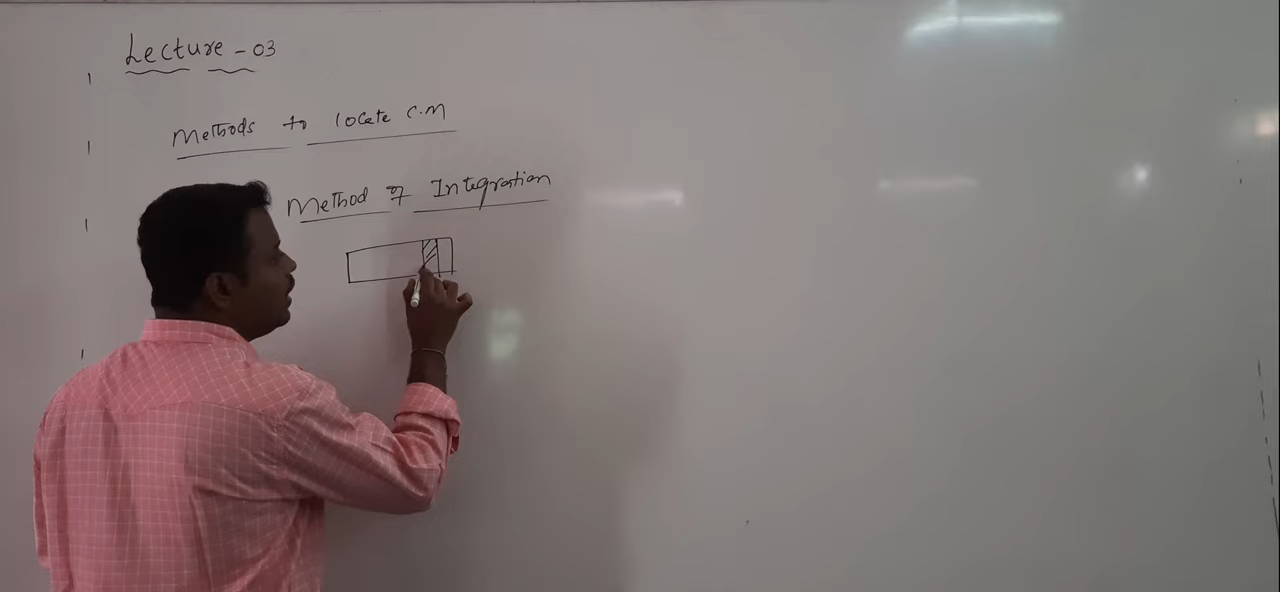 Lecture - 03
Methods to locate C.M
Method of Integration